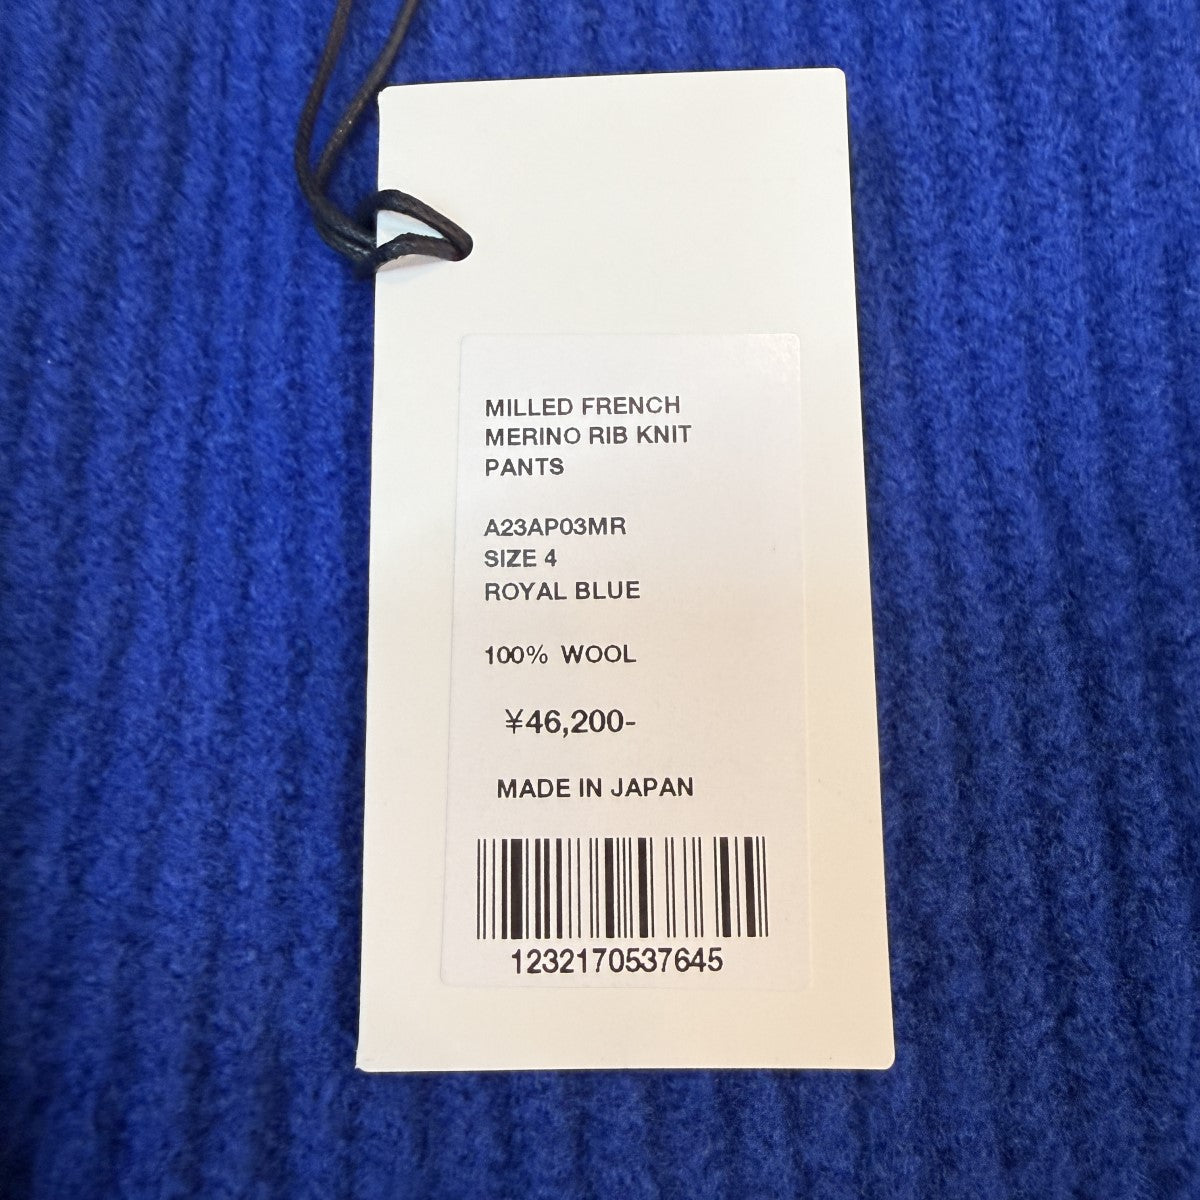 MILLED FRENCH
MERINO RIB KNIT
PANTS
A23AP03MR
SIZE 4
ROYAL BLUE
100% WOOL
¥46,200-
MADE IN JAPAN
1232170537645